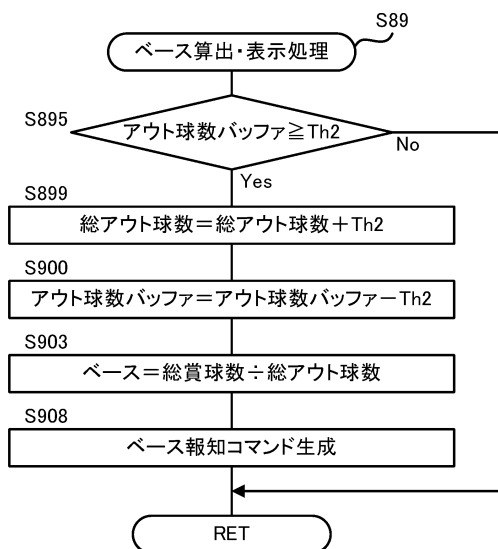 S89
ベース算出・表示処理
S895
アウト球数バッファ≧Th2
No
Yes
S899
総アウト球数＝総アウト球数＋Th2
S900
アウト球数バッファ＝アウト球数バッファ－Th2
S903
ベース＝総賞球数÷総アウト球数
S908
ベース報知コマンド生成
RET